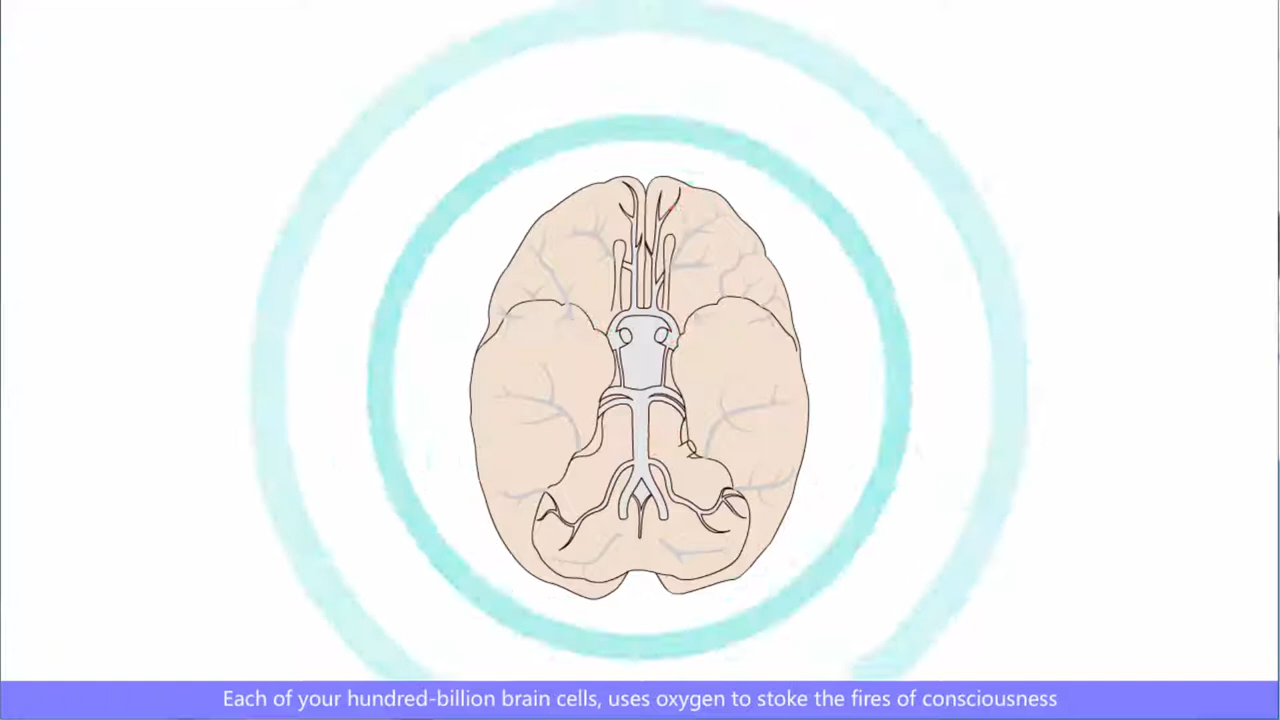 Each of your hundred-billion brain cells, uses oxygen to stoke the fires of consciousness